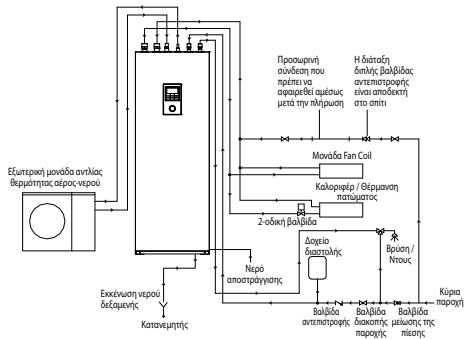 Προσωρινή
σύνδεση που
πρέπει να
αφαιρεθεί αμέσως
μετά την πλήρωση
Η διάταξη
διπλής βαλβίδας
αντεπιστροφής
είναι αποδεκτή
στο σπίτι
Μονάδα Fan Coil
Εξωτερική μονάδα αντλίας
θερμότητας αέρος-νερού
Καλοριφέρ / Θέρμανση
πατώματος
2-οδική βαλβίδα
Δοχείο
διαστολής
Βρύση /
Ντους
Νερό
αποστράγγισης
Εκκένωση νερού
δεξαμενής
Κατανεμητής
Κύρια
παροχή
Βαλβίδα
αντεπιστροφής
Βαλβίδα
διακοπής
παροχής
Βαλβίδα
μείωσης της
πίεσης